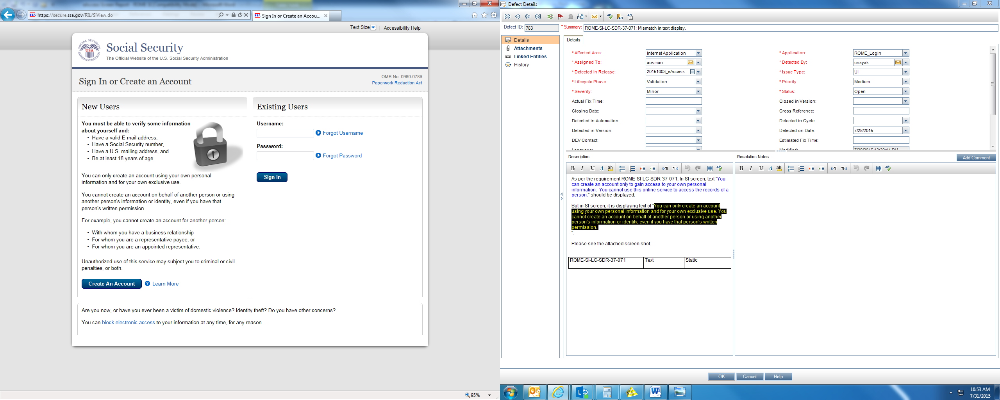 https://secure.ssa.gov/RIL/SiView.do
Sign In or Create an Accou...
Text Size
Accessibility Help
Social Security
The Official Website of the U.S. Social Security Administration
SOCIAL SECURITY ADMINISTRATION
USA
Sign In or Create an Account
OMB No. 0960-0789
Paperwork Reduction Act
New Users
You must be able to verify some information
about yourself and:
• Have a valid E-mail address,
• Have a Social Security number,
• Have a U.S. mailing address, and
• Be at least 18 years of age.
You can only create an account using your own personal
information and for your own exclusive use.
You cannot create an account on behalf of another person or using
another person's information or identity, even if you have that
person's written permission.
For example, you cannot create an account for another person:
• With whom you have a business relationship
• For whom you are a representative payee, or
• For whom you are an appointed representative.
Unauthorized use of this service may subject you to criminal or civil
penalties, or both.
Create An Account
Learn More
Existing Users
Username:
Forgot Username
Password:
Forgot Password
Sign In
Are you now, or have you ever been a victim of domestic violence? Identity theft? Do you have other concerns?
You can block electronic access to your information at any time, for any reason.
95%
Defect Details
Defect ID: 783
* Summary: ROME-SI-LC-SDR-37-071: Mismatch in text display.
Details
Attachments
Linked Entities
History
Details
* Affected Area: Internet Application
* Application: ROME_Login
* Assigned To: aosman
* Detected By: unayak
* Detected in Release: 20151003_eAccess
* Issue Type: UI
* Lifecycle Phase: Validation
* Priority: Medium
* Severity: Minor
* Status: Open
Actual Fix Time:
Closed in Version:
Closing Date:
Cross Reference:
Detected in Automation:
Detected in Cycle:
Detected in Version:
Detected on Date: 7/28/2015
DEV Contact:
Estimated Fix Time:
Description:
Resolution Notes:
Add Comment
As per the requirement ROME-SI-LC-SDR-37-071, In SI screen, text "You
can create an account only to gain access to your own personal
information. You cannot use this online service to access the records of a
person:" should be displayed.
But in SI screen, it is displaying text of "You can only create an account
using your own personal information and for your own exclusive use. You
cannot create an account on behalf of another person or using another
person's information or identity, even if you have that person's written
permission.
".
Please see the attached screen shot.
ROME-SI-LC-SDR-37-071 Text Static
OK
Cancel
Help
10:53 AM
7/31/2015